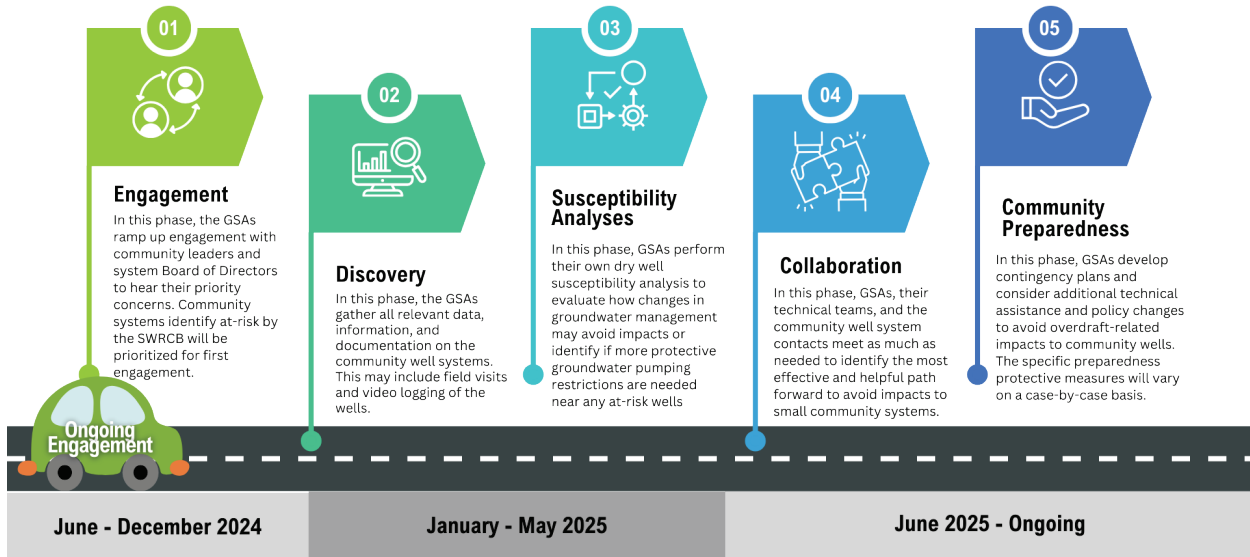 01
Engagement
In this phase, the GSAs
ramp up engagement with
community leaders and
system Board of Directors
to hear their priority
concerns. Community
systems identify at-risk by
the SWRCB will be
prioritized for first
engagement.
02
Discovery
In this phase, the GSAs
gather all relevant data,
information, and
documentation on the
community well systems.
This may include field visits
and video logging of the
wells.
03
Susceptibility
Analyses
In this phase, GSAs perform
their own dry well
susceptibility analysis to
evaluate how changes in
groundwater management
may avoid impacts or
identify if more protective
groundwater pumping
restrictions are needed
near any at-risk wells
04
Collaboration
In this phase, GSAs, their
technical teams, and the
community well system
contacts meet as much as
needed to identify the most
effective and helpful path
forward to avoid impacts to
small community systems.
05
Community
Preparedness
In this phase, GSAs develop
contingency plans and
consider additional technical
assistance and policy changes
to avoid overdraft-related
impacts to community wells.
The specific preparedness
protective measures will vary
on a case-by-case basis.
Ongoing
Engagement
June - December 2024
January - May 2025
June 2025 - Ongoing